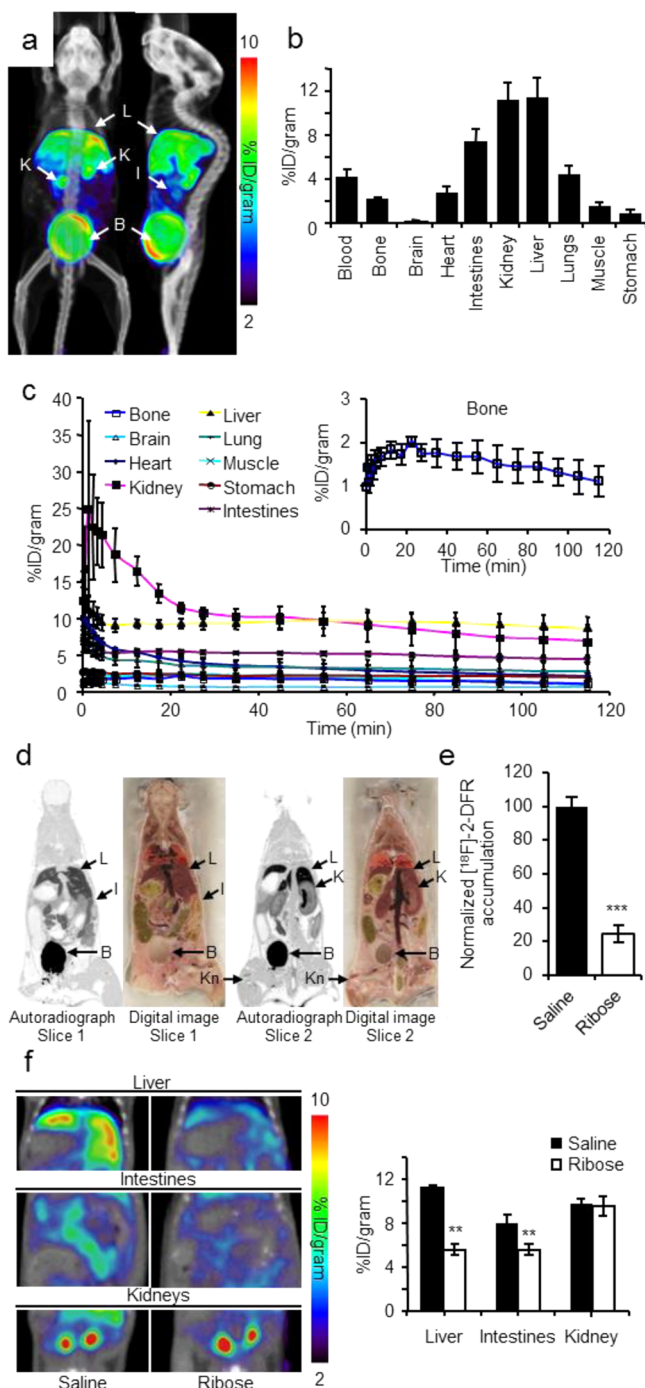 a
10
L
K
K
I
B
% ID/gram
2
b
%ID/gram
12
8
4
0
Blood
Bone
Brain
Heart
Intestines
Kidney
Liver
Lungs
Muscle
Stomach
c
%ID/gram
40
35
30
25
20
15
10
5
0
0 20 40 60 80 100 120
Time (min)
Bone
Brain
Heart
Kidney
Liver
Lung
Muscle
Stomach
Intestines
Bone
%ID/gram
3
2
1
0
0 20 40 60 80 100 120
Time (min)
d
L
I
B
L
K
B
Kn
Kn
Autoradiograph
Slice 1
Digital image
Slice 1
Autoradiograph
Slice 2
Digital image
Slice 2
e
Normalized [¹⁸F]-2-DFR
accumulation
120
100
80
60
40
20
0
***
Saline
Ribose
f
Liver
Intestines
Kidneys
Saline
Ribose
10
% ID/gram
2
Saline
Ribose
%ID/gram
12
9
6
3
0
**
**
Liver
Intestines
Kidney